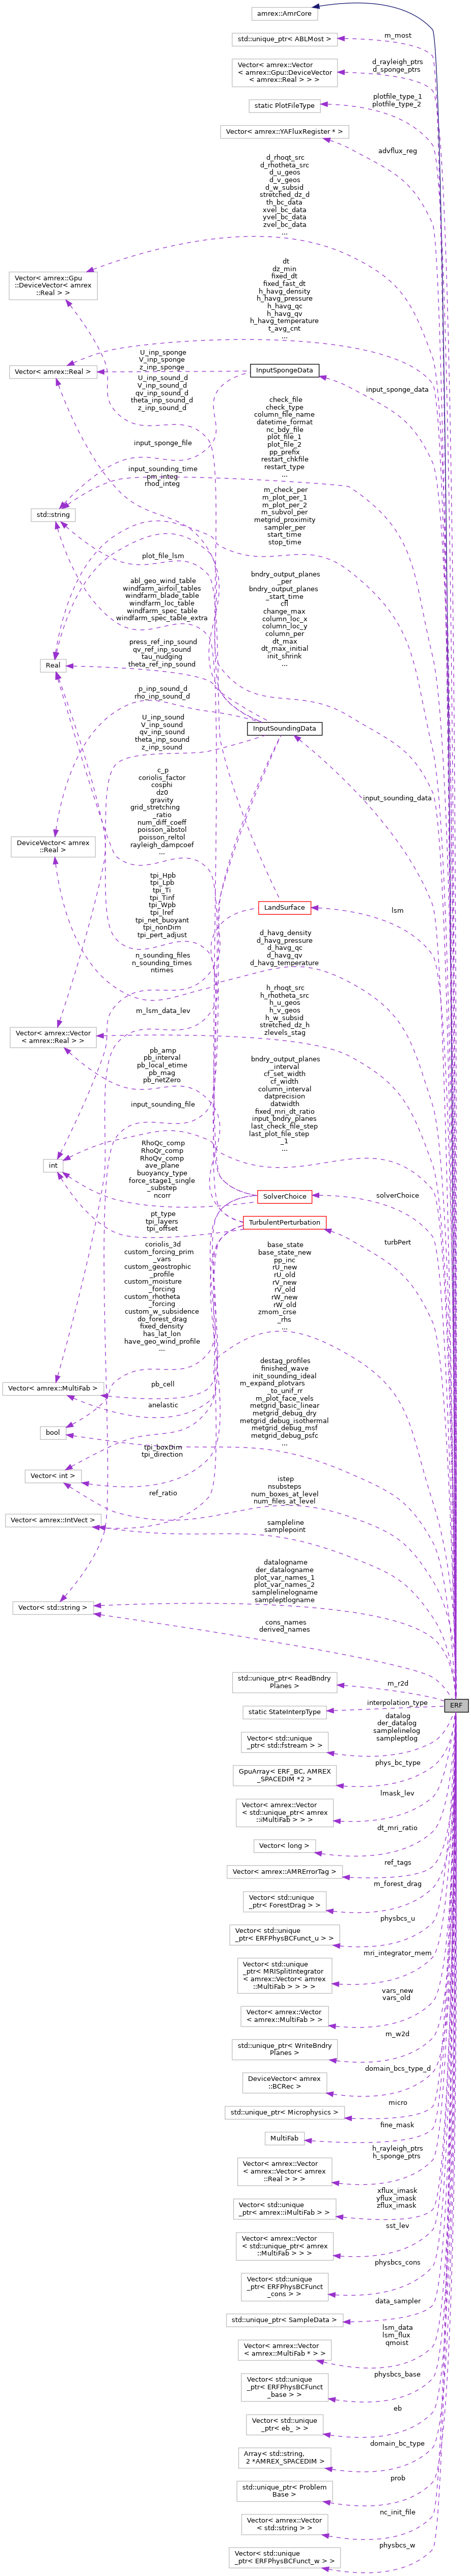 amrex::AmrCore
std::unique_ptr< ABLMost >
m_most
Vector< amrex::Vector
< amrex::Gpu::DeviceVector
< amrex::Real > > >
d_rayleigh_ptrs
d_sponge_ptrs
static PlotFileType
plotfile_type_1
plotfile_type_2
Vector< amrex::YAFluxRegister * >
advflux_reg
d_rhoqt_src
d_rhotheta_src
d_u_geos
d_v_geos
d_w_subsid
stretched_dz_d
th_bc_data
xvel_bc_data
yvel_bc_data
zvel_bc_data
...
Vector< amrex::Gpu
::DeviceVector< amrex
::Real > >
dt
dz_min
fixed_dt
fixed_fast_dt
h_havg_density
h_havg_pressure
h_havg_qc
h_havg_qv
h_havg_temperature
t_avg_cnt
...
Vector< amrex::Real >
U_inp_sponge
V_inp_sponge
z_inp_sponge
InputSpongeData
U_inp_sound_d
V_inp_sound_d
qv_inp_sound_d
theta_inp_sound_d
z_inp_sound_d
input_sponge_data
check_file
check_type
column_file_name
datetime_format
nc_bdy_file
plot_file_1
plot_file_2
pp_prefix
restart_chkfile
restart_type
...
input_sponge_file
input_sounding_time
pm_integ
rhod_integ
std::string
m_check_per
m_plot_per_1
m_plot_per_2
m_subvol_per
metgrid_proximity
sampler_per
start_time
stop_time
plot_file_lsm
abl_geo_wind_table
windfarm_airfoil_tables
windfarm_blade_table
windfarm_loc_table
windfarm_spec_table
windfarm_spec_table_extra
bndry_output_planes
_per
bndry_output_planes
_start_time
cfl
change_max
column_loc_x
column_loc_y
column_per
dt_max
dt_max_initial
init_shrink
...
press_ref_inp_sound
qv_ref_inp_sound
tau_nudging
theta_ref_inp_sound
Real
p_inp_sound_d
rho_inp_sound_d
InputSoundingData
U_inp_sound
V_inp_sound
qv_inp_sound
theta_inp_sound
z_inp_sound
c_p
coriolis_factor
cosphi
dz0
gravity
grid_stretching
_ratio
num_diff_coeff
poisson_abstol
poisson_reltol
rayleigh_dampcoef
...
input_sounding_data
DeviceVector< amrex
::Real >
tpi_Hpb
tpi_Lpb
tpi_Ti
tpi_Tinf
tpi_Wpb
tpi_lref
tpi_net_buoyant
tpi_nonDim
tpi_pert_adjust
LandSurface
lsm
d_havg_density
d_havg_pressure
d_havg_qc
d_havg_qv
d_havg_temperature
n_sounding_files
n_sounding_times
ntimes
h_rhoqt_src
h_rhotheta_src
h_u_geos
h_v_geos
h_w_subsid
stretched_dz_h
zlevels_stag
m_lsm_data_lev
Vector< amrex::Vector
< amrex::Real > >
pb_amp
pb_interval
pb_local_etime
pb_mag
pb_netZero
bndry_output_planes
_interval
cf_set_width
cf_width
column_interval
datprecision
datwidth
fixed_mri_dt_ratio
input_bndry_planes
last_check_file_step
last_plot_file_step
_1
...
input_sounding_file
int
RhoQc_comp
RhoQr_comp
RhoQv_comp
ave_plane
buoyancy_type
force_stage1_single
_substep
ncorr
SolverChoice
solverChoice
pt_type
tpi_layers
tpi_offset
TurbulentPerturbation
turbPert
coriolis_3d
custom_forcing_prim
_vars
custom_geostrophic
_profile
custom_moisture
_forcing
custom_rhotheta
_forcing
custom_w_subsidence
do_forest_drag
fixed_density
has_lat_lon
have_geo_wind_profile
...
base_state
base_state_new
pp_inc
rU_new
rU_old
rV_new
rV_old
rW_new
rW_old
zmom_crse
_rhs
...
Vector< amrex::MultiFab >
pb_cell
destag_profiles
finished_wave
init_sounding_ideal
m_expand_plotvars
_to_unif_rr
m_plot_face_vels
metgrid_basic_linear
metgrid_debug_dry
metgrid_debug_isothermal
metgrid_debug_msf
metgrid_debug_psfc
...
anelastic
bool
tpi_boxDim
tpi_direction
Vector< int >
ref_ratio
istep
nsubsteps
num_boxes_at_level
num_files_at_level
Vector< amrex::IntVect >
sampleline
samplepoint
datalogname
der_datalogname
plot_var_names_1
plot_var_names_2
samplelinelogname
sampleptlogname
Vector< std::string >
cons_names
derived_names
std::unique_ptr< ReadBndry
Planes >
m_r2d
ERF
static StateInterpType
interpolation_type
Vector< std::unique
_ptr< std::fstream > >
datalog
der_datalog
samplelinelog
sampleptlog
GpuArray< ERF_BC, AMREX
_SPACEDIM *2 >
phys_bc_type
Vector< amrex::Vector
< std::unique_ptr< amrex
::iMultiFab > > >
lmask_lev
Vector< long >
dt_mri_ratio
Vector< amrex::AMRErrorTag >
ref_tags
Vector< std::unique
_ptr< ForestDrag > >
m_forest_drag
Vector< std::unique
_ptr< ERFPhysBCFunct_u > >
physbcs_u
Vector< std::unique
_ptr< MRISplitIntegrator
< amrex::Vector< amrex
::MultiFab > > > >
mri_integrator_mem
Vector< amrex::Vector
< amrex::MultiFab > >
vars_new
vars_old
std::unique_ptr< WriteBndry
Planes >
m_w2d
DeviceVector< amrex
::BCRec >
domain_bcs_type_d
std::unique_ptr< Microphysics >
micro
MultiFab
fine_mask
Vector< amrex::Vector
< amrex::Vector< amrex
::Real > > >
h_rayleigh_ptrs
h_sponge_ptrs
Vector< std::unique
_ptr< amrex::iMultiFab > >
xflux_imask
yflux_imask
zflux_imask
Vector< amrex::Vector
< std::unique_ptr< amrex
::MultiFab > > >
sst_lev
Vector< std::unique
_ptr< ERFPhysBCFunct
_cons > >
physbcs_cons
std::unique_ptr< SampleData >
data_sampler
Vector< amrex::Vector
< amrex::MultiFab * > >
lsm_data
lsm_flux
qmoist
Vector< std::unique
_ptr< ERFPhysBCFunct
_base > >
physbcs_base
Vector< std::unique
_ptr< eb_ > >
eb
Array< std::string,
2 *AMREX_SPACEDIM >
domain_bc_type
std::unique_ptr< Problem
Base >
prob
Vector< amrex::Vector
< std::string > >
nc_init_file
Vector< std::unique
_ptr< ERFPhysBCFunct_w > >
physbcs_w